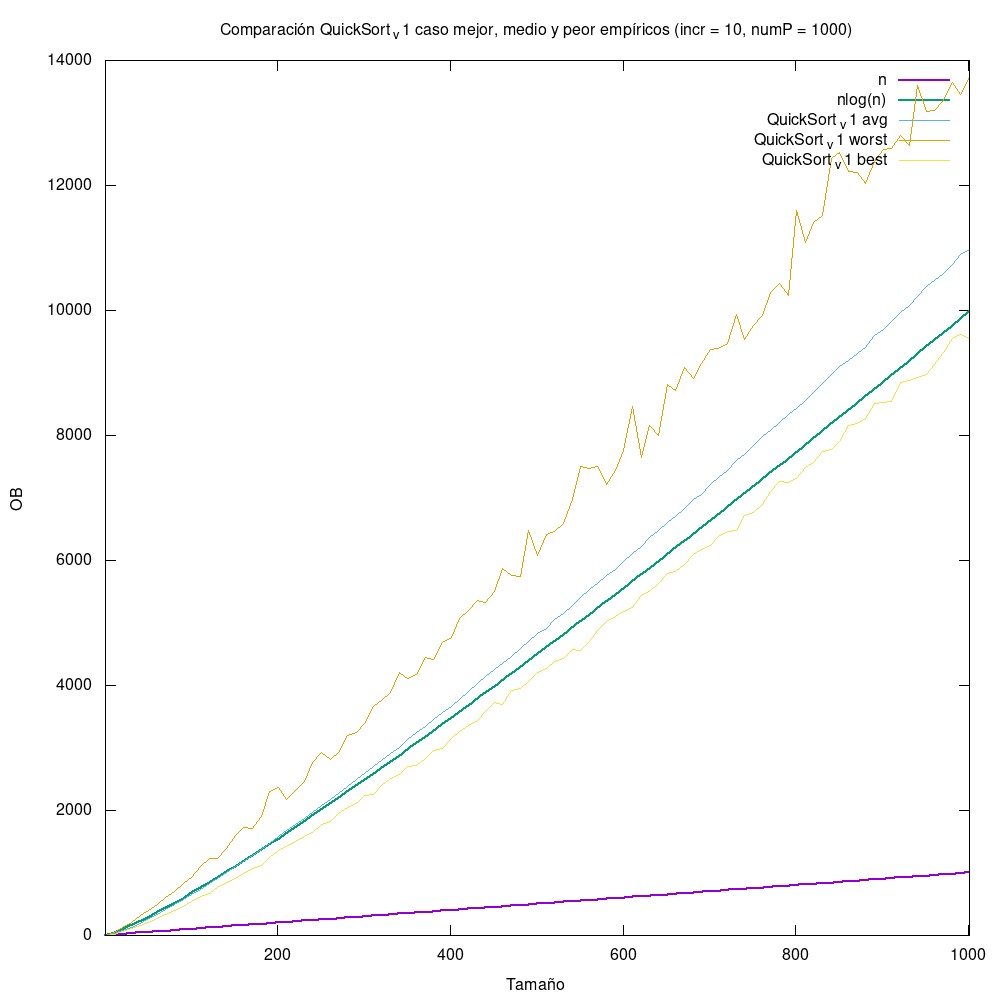 Comparación QuickSort v 1 caso mejor, medio y peor empíricos (incr = 10, numP = 1000)
14000
12000
10000
8000
6000
4000
2000
0
OB
n
nlog(n)
QuickSort v 1 avg
QuickSort v 1 worst
QuickSort v 1 best
200 400 600 800 1000
Tamaño